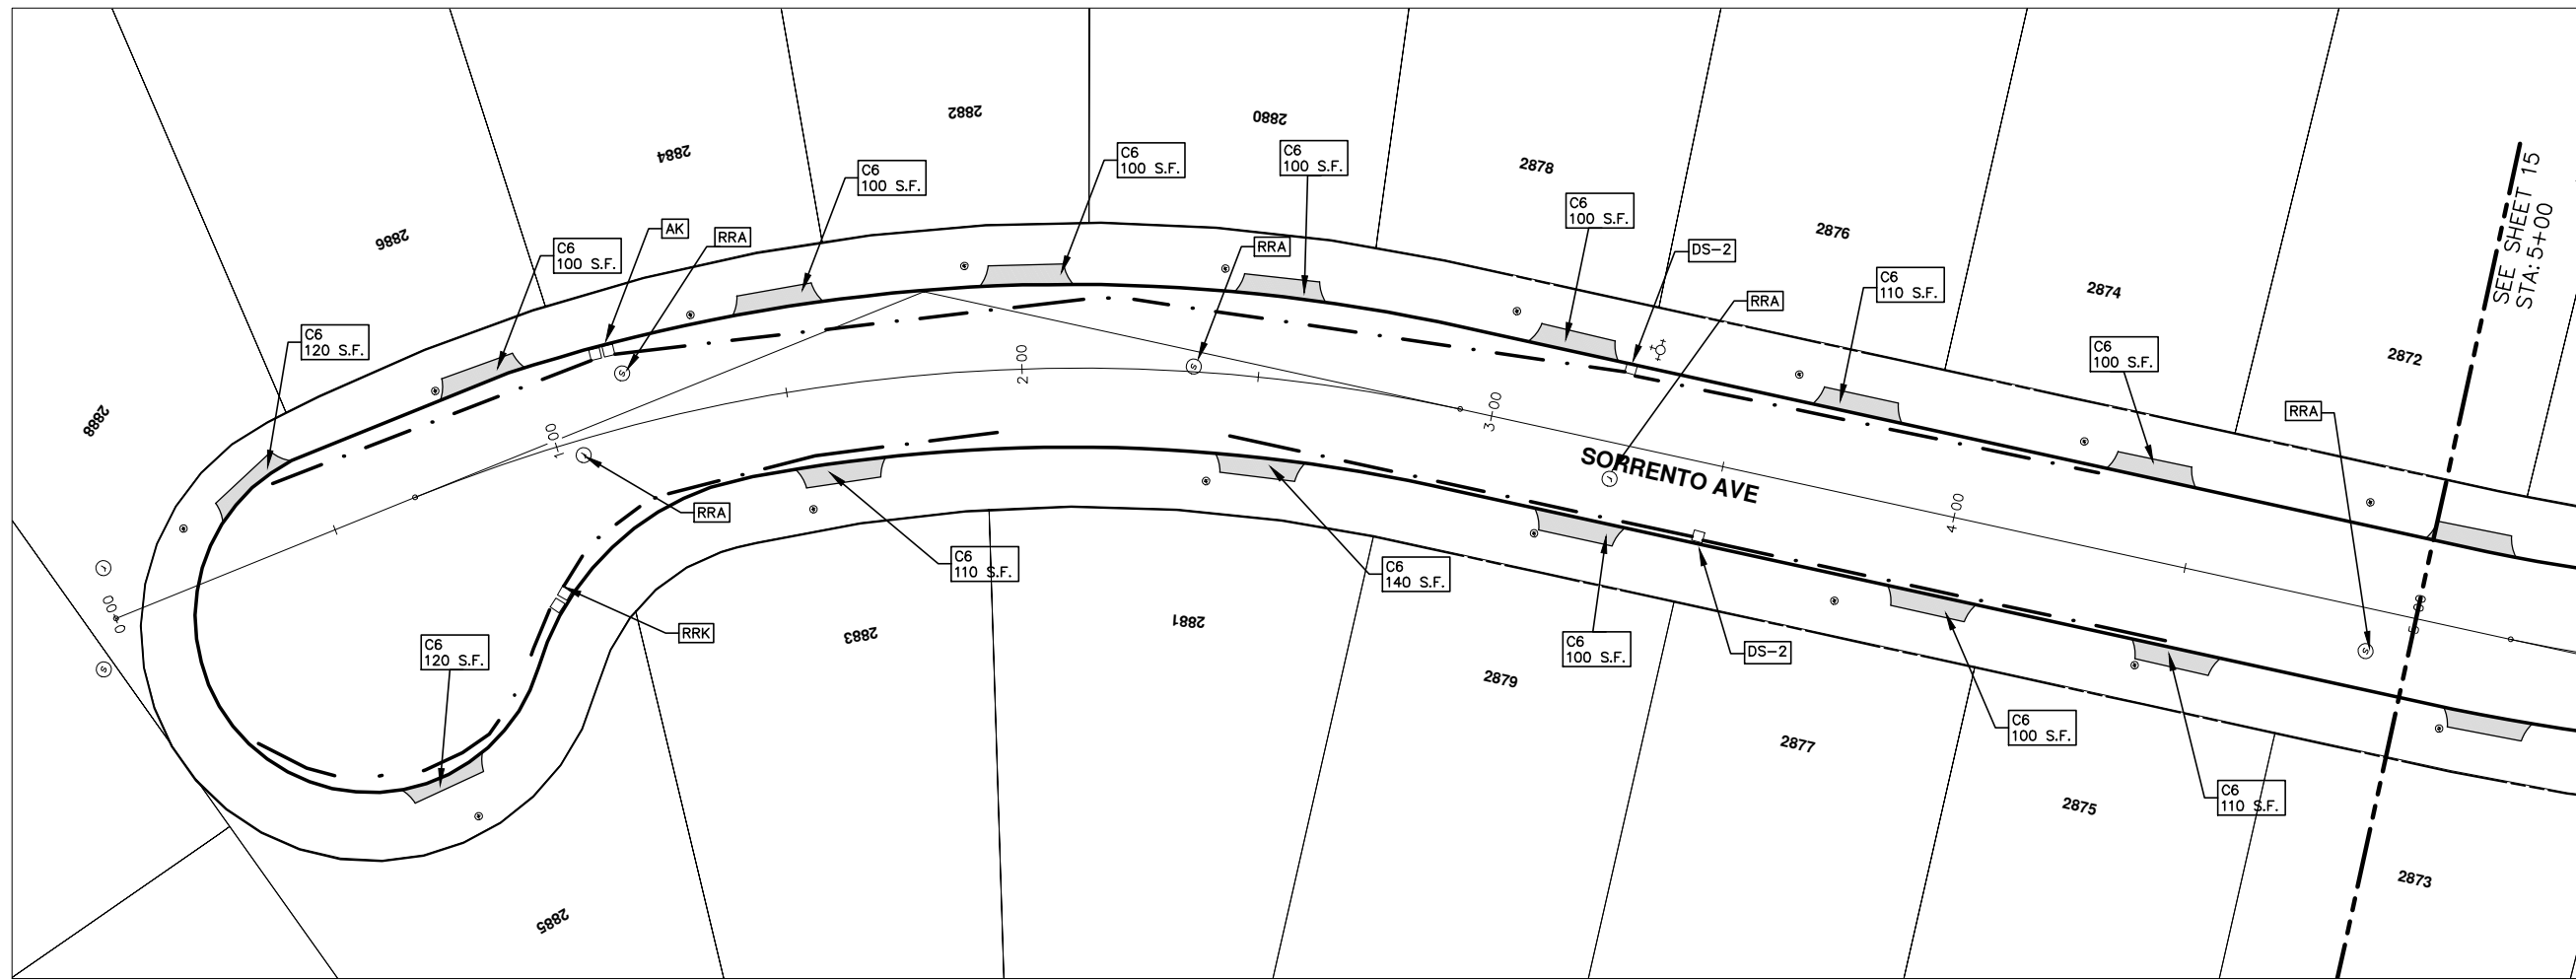 2882
2880
2884
2878
2886
2876
2874
2872
2888
C6
100 S.F.
C6
100 S.F.
C6
100 S.F.
C6
100 S.F.
AK
RRA
RRA
C6
100 S.F.
DS-2
C6
110 S.F.
RRA
SEE SHEET 15
STA: 5+00
C6
120 S.F.
C6
100 S.F.
RRA
2+00
3+00
1+00
S
S
SORRENTO AVE
4+00
RRA
C6
110 S.F.
C6
140 S.F.
0+00
S
RRK
C6
120 S.F.
2883
2881
C6
100 S.F.
DS-2
5+00
S
2879
2877
C6
100 S.F.
2875
C6
110 S.F.
2873
2885